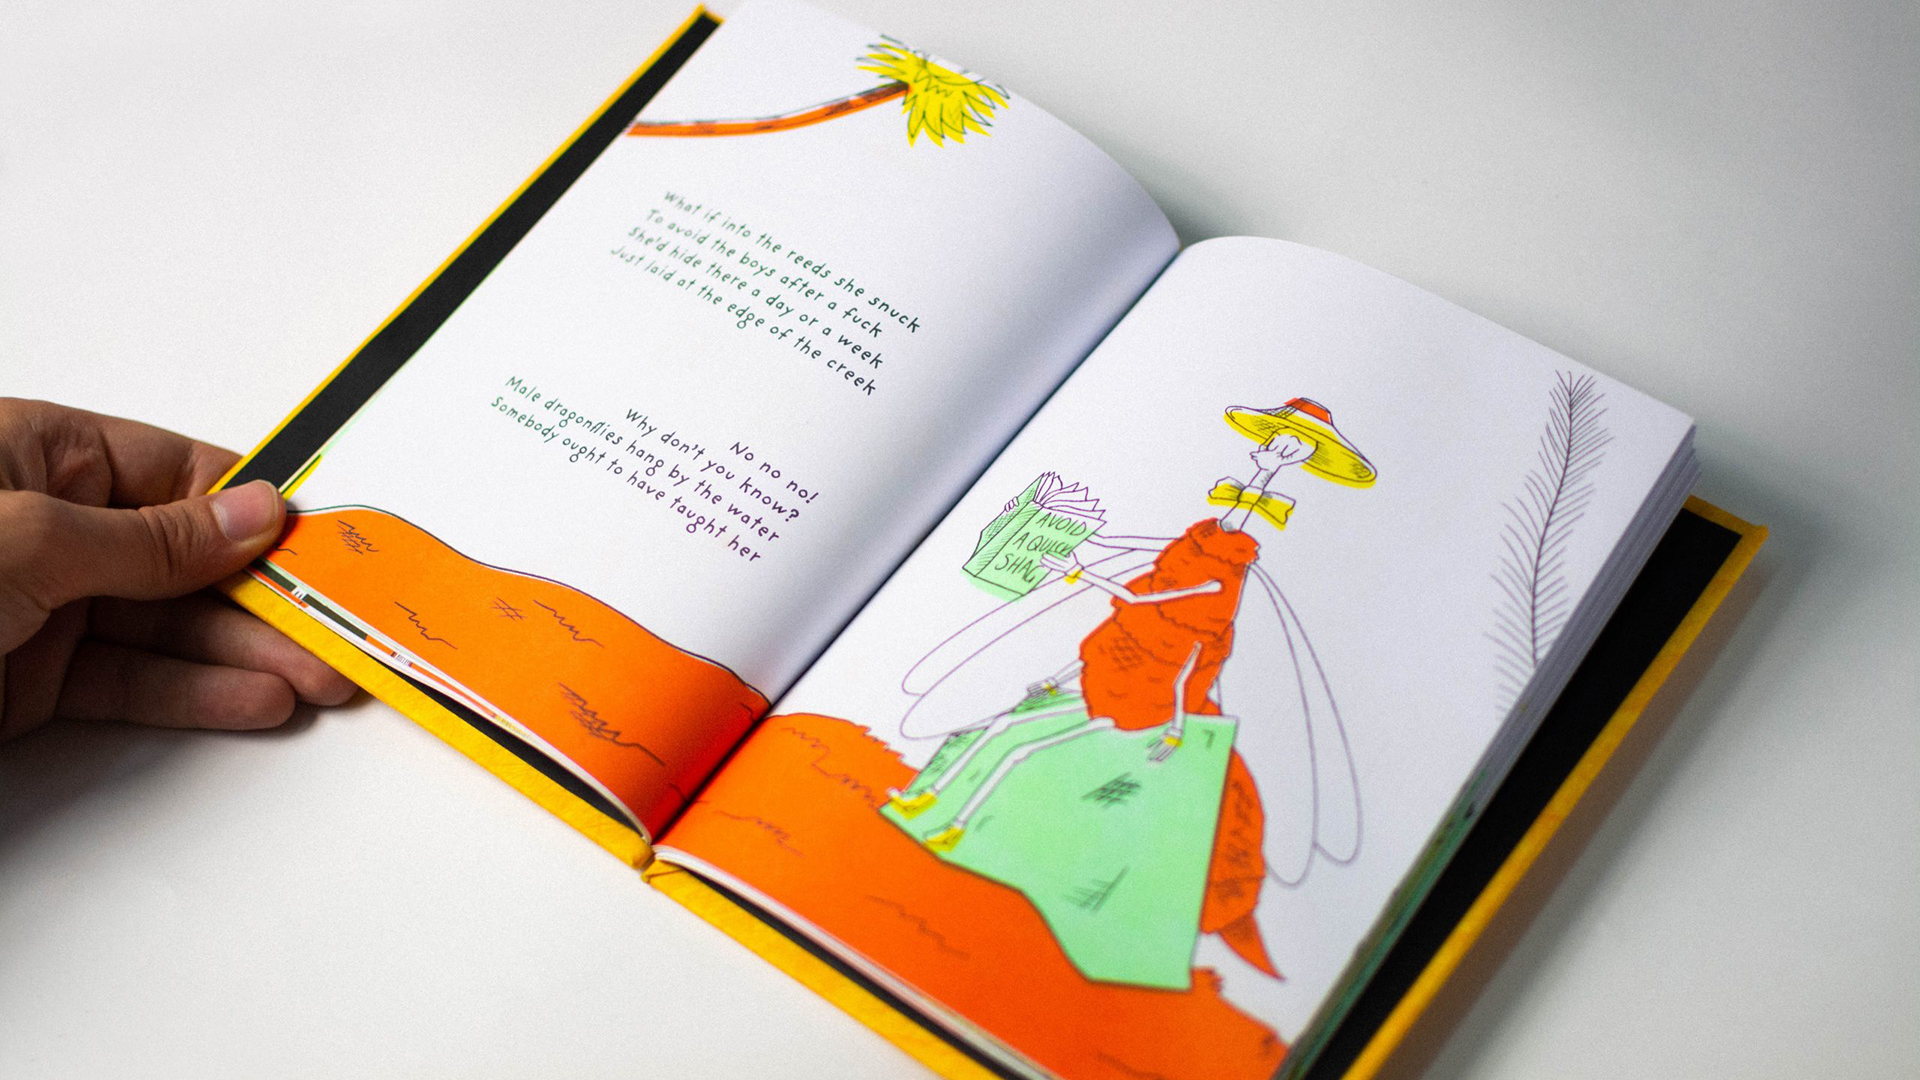 What if into the reeds she snuck
To avoid the boys after a fuck
She'd hide there a day or a week
Just laid at the edge of the creek
No no no!
Why don't you know?
Male dragonflies hang by the water
Somebody ought to have taught her
AVOID
A QUICK
SHAG